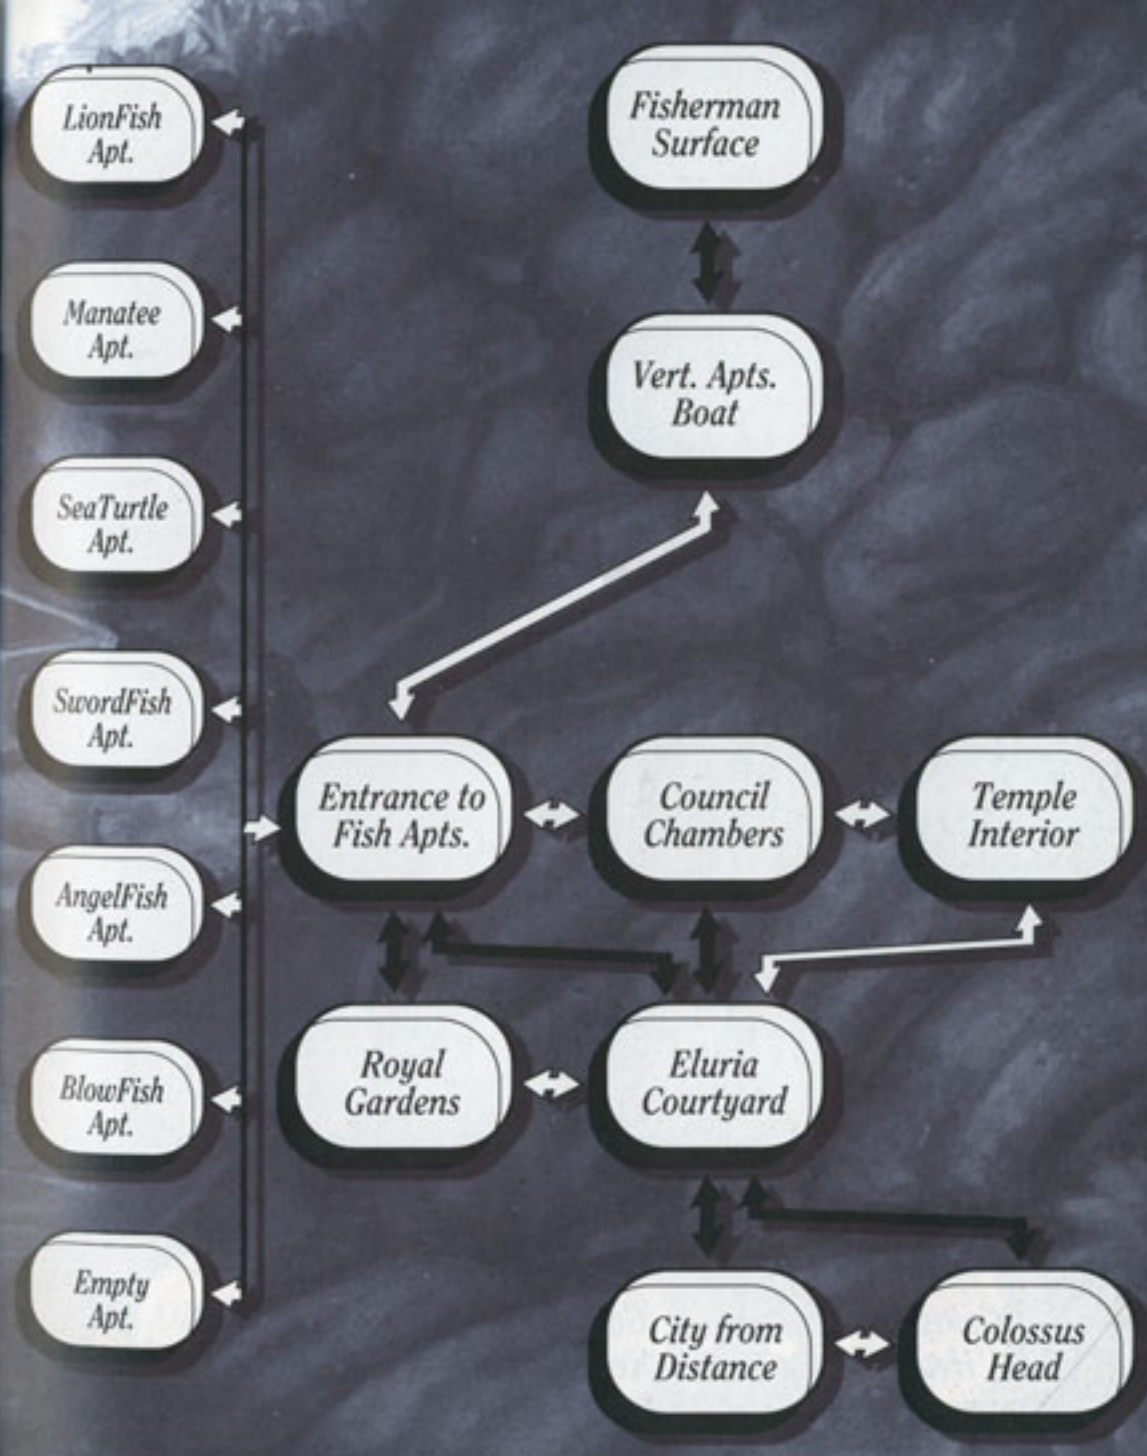 LionFish
Apt.
Fisherman
Surface
Manatee
Apt.
Vert. Apts.
Boat
SeaTurtle
Apt.
SwordFish
Apt.
Entrance to
Fish Apts.
Council
Chambers
Temple
Interior
AngelFish
Apt.
Royal
Gardens
Eluria
Courtyard
BlowFish
Apt.
Empty
Apt.
City from
Distance
Colossus
Head